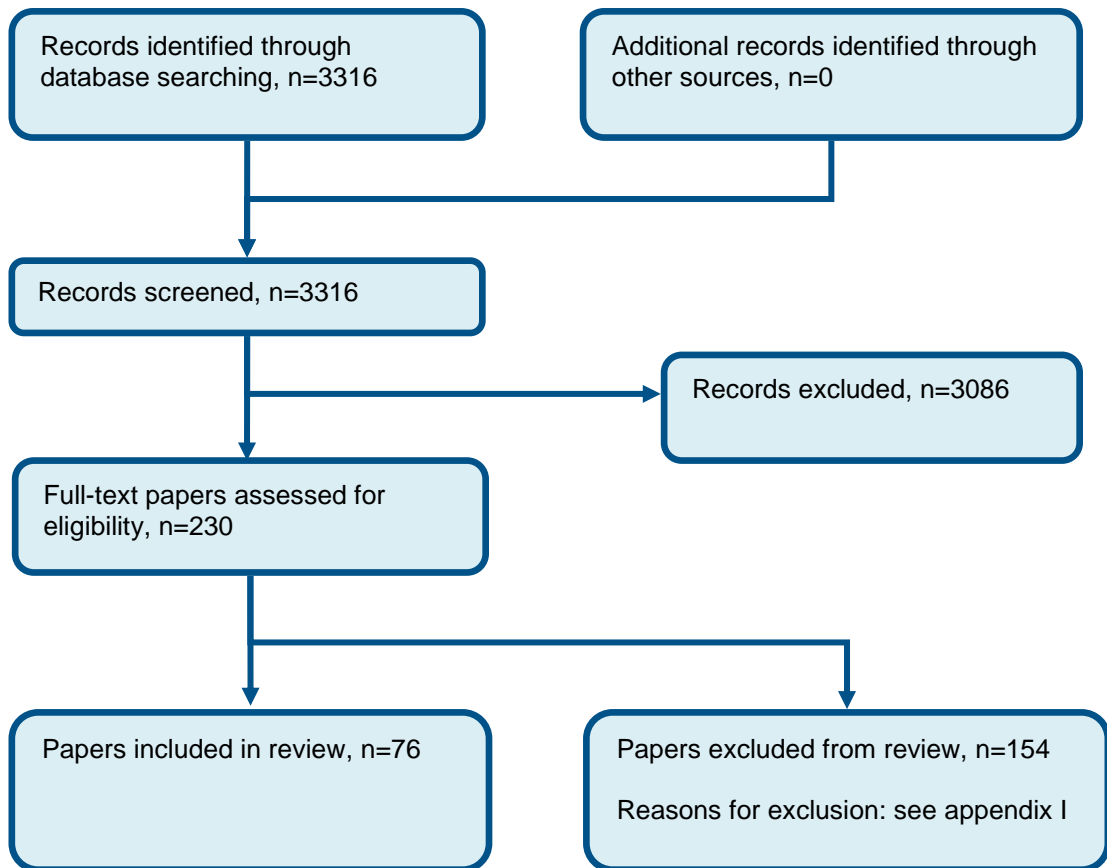 Records identified through
database searching, n=3316
Additional records identified through
other sources, n=0
Records screened, n=3316
Records excluded, n=3086
Full-text papers assessed for
eligibility, n=230
Papers included in review, n=76
Papers excluded from review, n=154
Reasons for exclusion: see appendix I